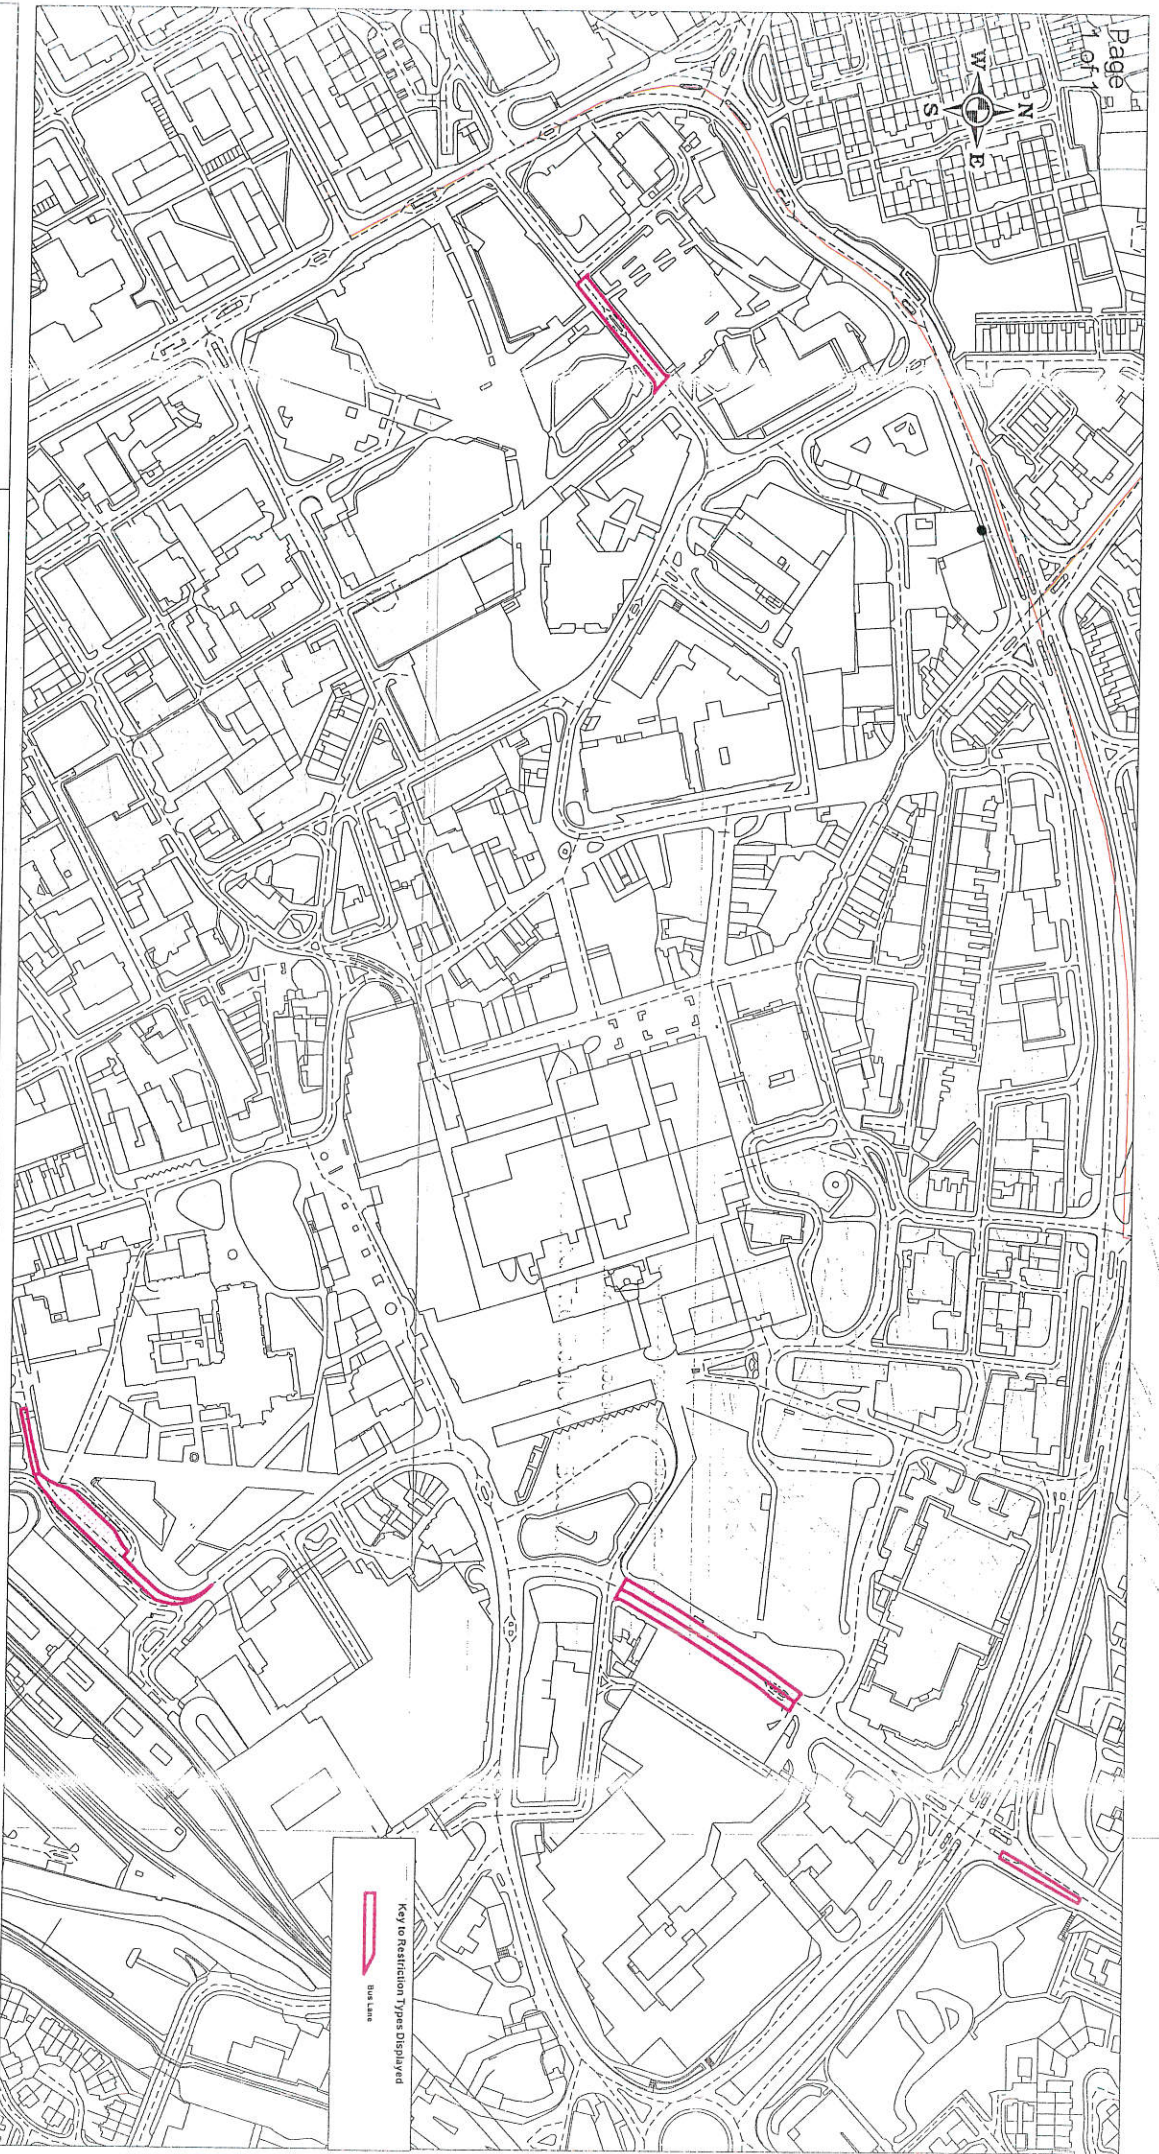 Page
1 of 1
N
W
E
S
Key to Restriction Types Displayed
Bus Lane